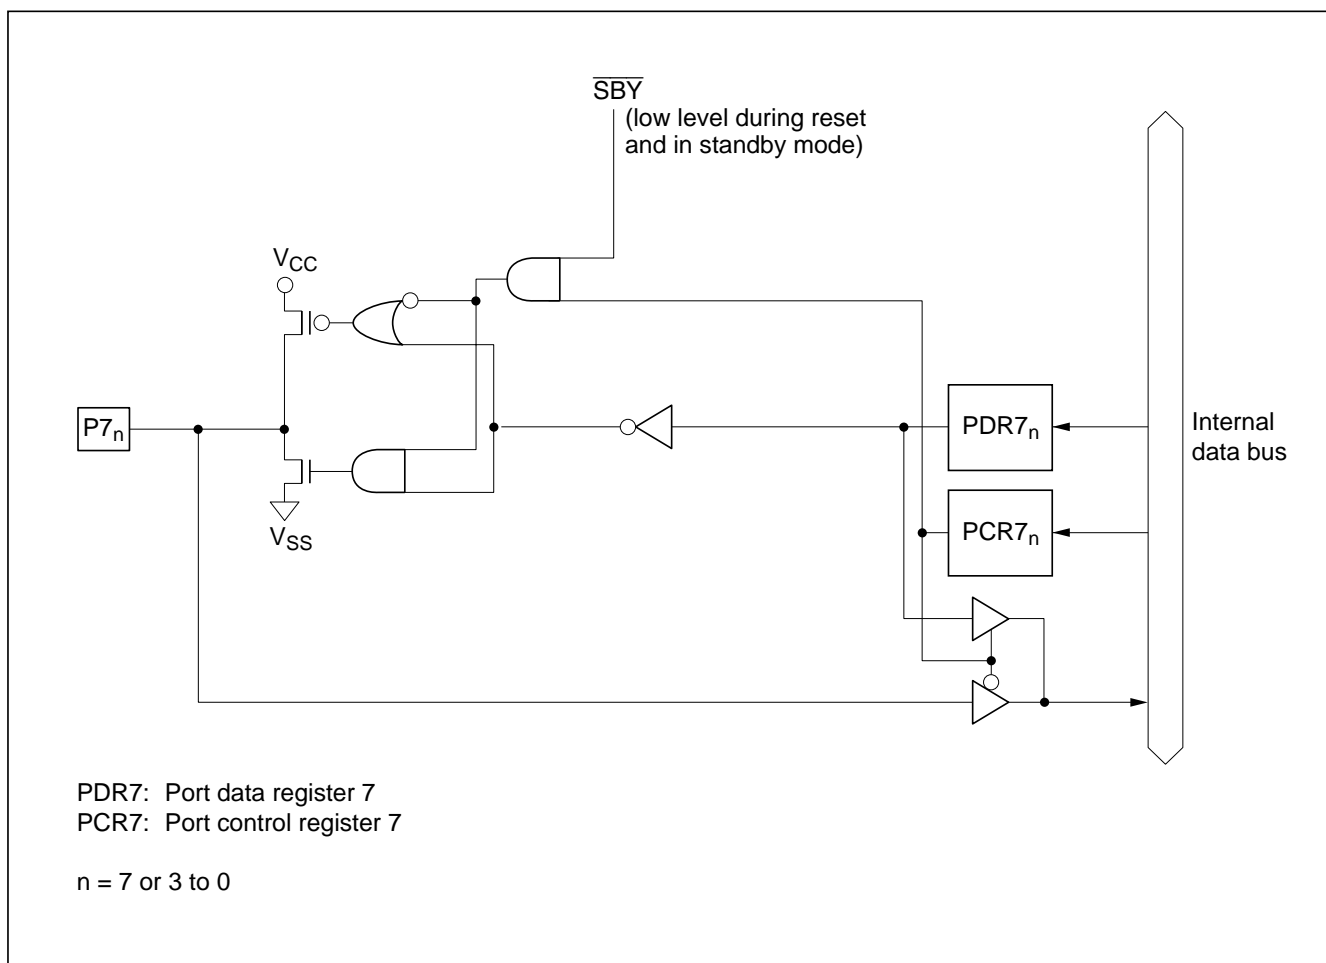 SBY
(low level during reset
and in standby mode)
VCC
P7n
PDR7n
Internal
data bus
PCR7n
VSS
PDR7: Port data register 7
PCR7: Port control register 7
n = 7 or 3 to 0